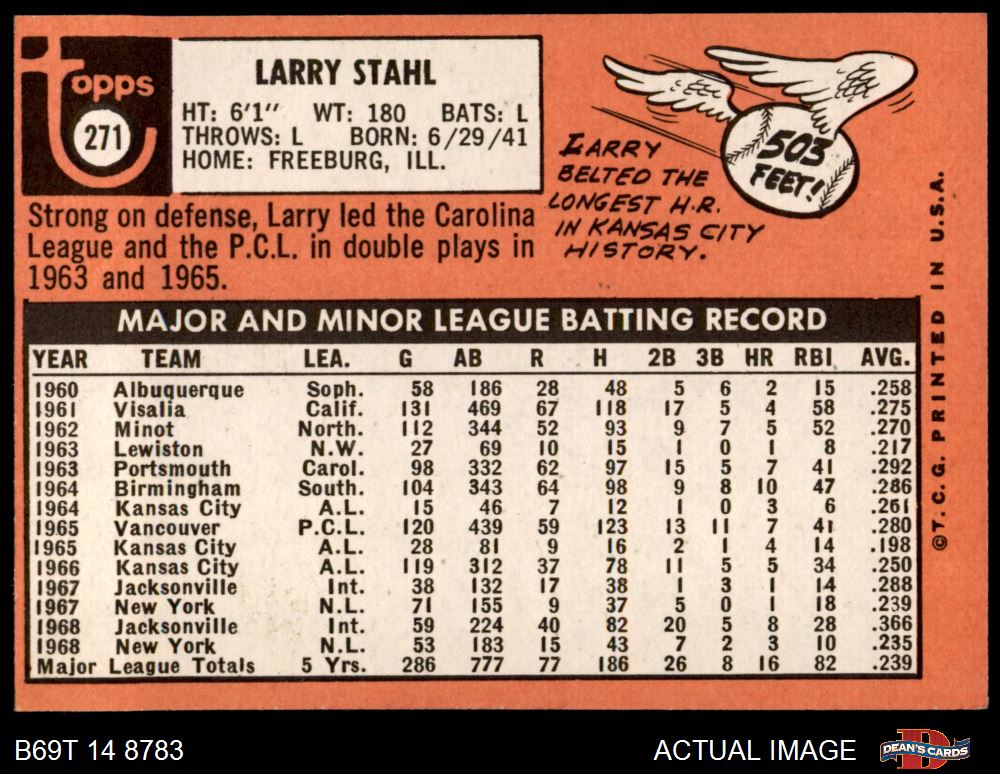 topps
271
LARRY STAHL
HT: 6'1" WT: 180 BATS: L
THROWS: L BORN: 6/29/41
HOME: FREEBURG, ILL.
Strong on defense, Larry led the Carolina
League and the P.C.L. in double plays in
1963 and 1965.
LARRY
BELTED THE
LONGEST H.R.
IN KANSAS CITY
HISTORY.
503
FEET!
MAJOR AND MINOR LEAGUE BATTING RECORD
YEAR TEAM LEA. G AB R H 2B 3B HR RBI AVG.
1960 Albuquerque Soph. 58 186 28 48 5 6 2 15 .258
1961 Visalia Calif. 131 469 67 118 17 5 4 58 .275
1962 Minot North. 112 344 52 93 9 7 5 52 .270
1963 Lewiston N.W. 27 69 10 15 1 0 1 8 .217
1963 Portsmouth Carol. 98 332 62 97 15 5 7 41 .292
1964 Birmingham South. 104 343 64 98 9 8 10 47 .286
1964 Kansas City A.L. 15 46 7 12 1 0 3 6 .261
1965 Vancouver P.C.L. 120 439 59 123 13 11 7 41 .280
1965 Kansas City A.L. 28 81 9 16 2 1 4 14 .198
1966 Kansas City A.L. 119 312 37 78 11 5 5 34 .250
1967 Jacksonville Int. 38 132 17 38 1 3 1 14 .288
1967 New York N.L. 71 155 9 37 5 0 1 18 .239
1968 Jacksonville Int. 59 224 40 82 20 5 8 28 .366
1968 New York N.L. 53 183 15 43 7 2 3 10 .235
Major League Totals 5 Yrs. 286 777 77 186 26 8 16 82 .239
©T.C.G. PRINTED IN U.S.A.
B69T 14 8783
ACTUAL IMAGE
DEAN'S CARDS